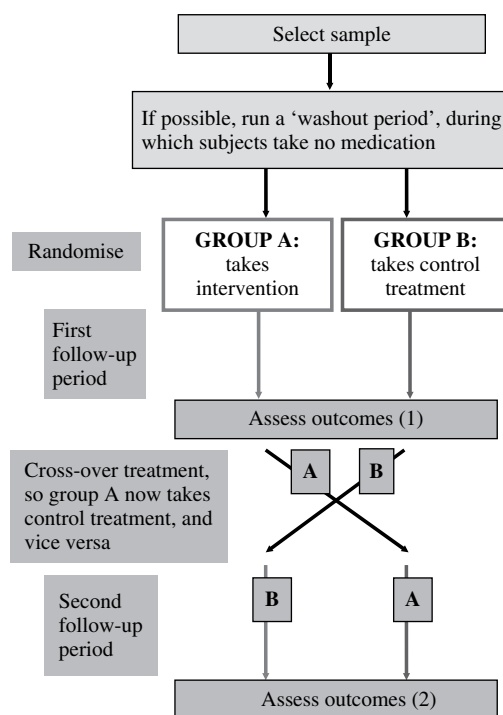 Select sample
If possible, run a ‘washout period’, during
which subjects take no medication
Randomise
GROUP A:
takes
intervention
GROUP B:
takes control
treatment
First
follow-up
period
Assess outcomes (1)
Cross-over treatment,
so group A now takes
control treatment, and
vice versa
A
B
Second
follow-up
period
B
A
Assess outcomes (2)